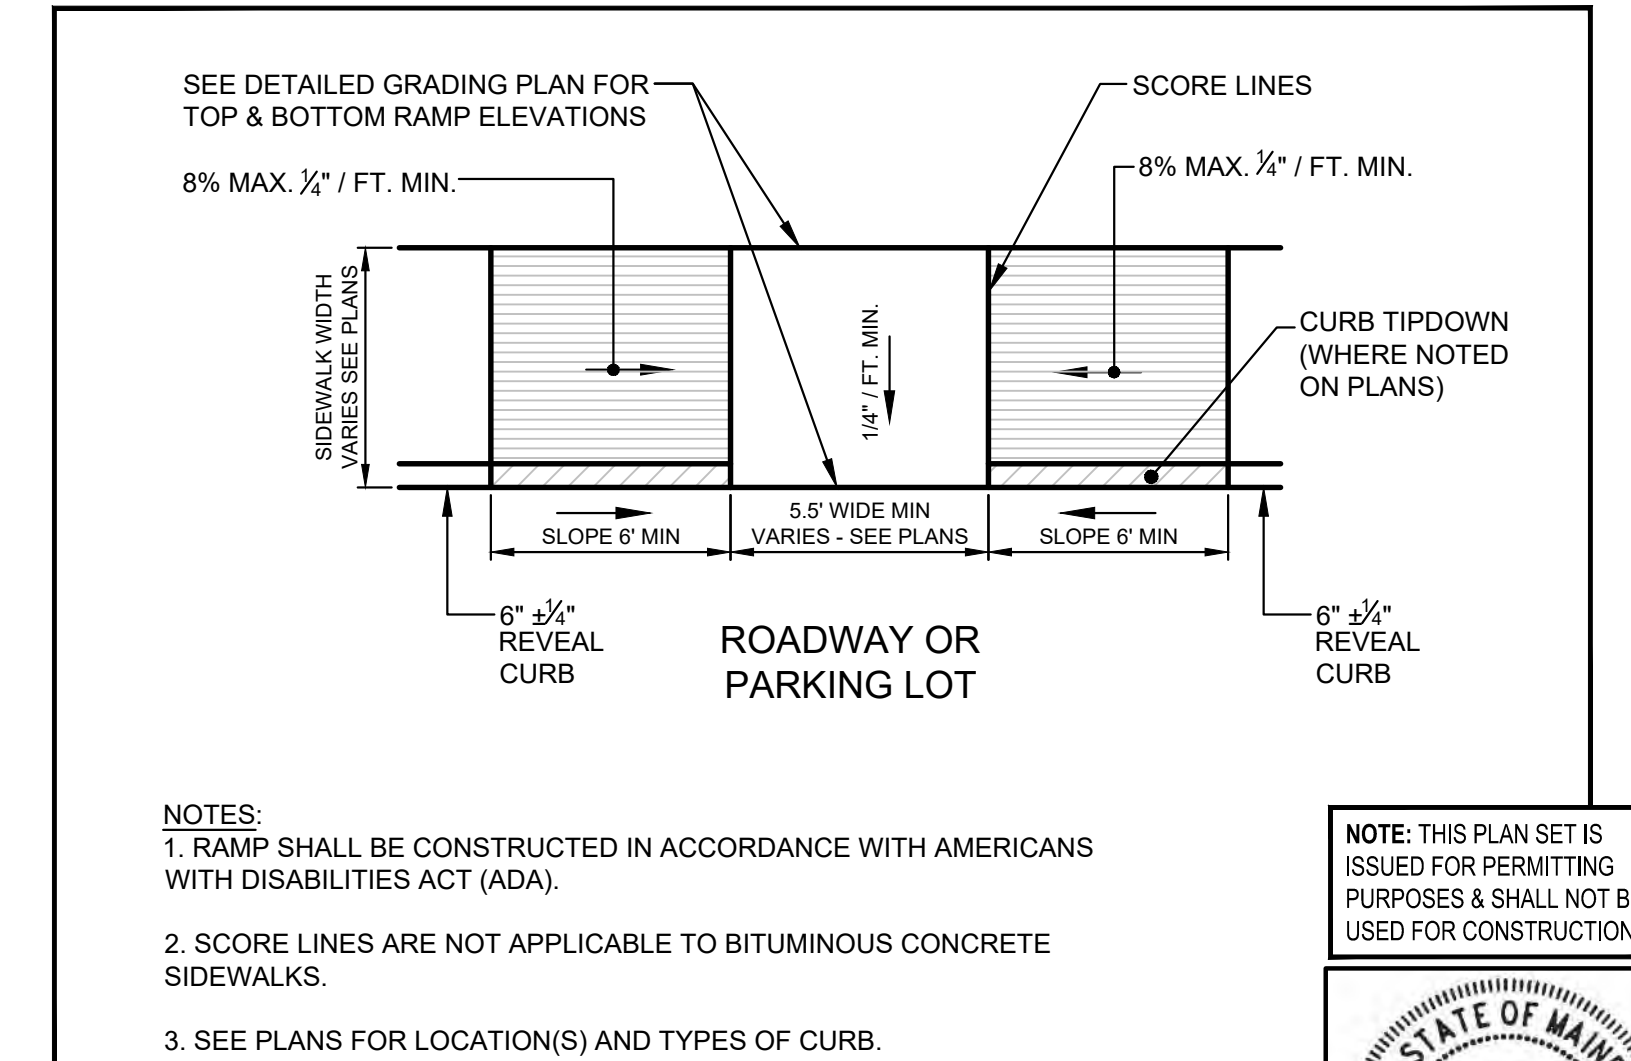 SEE DETAILED GRADING PLAN FOR
TOP & BOTTOM RAMP ELEVATIONS
SCORE LINES
8% MAX. ¼" / FT. MIN.
8% MAX. ¼" / FT. MIN.
SIDEWALK WIDTH
VARIES SEE PLANS
1/4" / FT. MIN.
CURB TIPDOWN
(WHERE NOTED
ON PLANS)
SLOPE 6' MIN
5.5' WIDE MIN
VARIES - SEE PLANS
SLOPE 6' MIN
6" ±¼"
REVEAL
CURB
ROADWAY OR
PARKING LOT
6" ±¼"
REVEAL
CURB
NOTES:
1. RAMP SHALL BE CONSTRUCTED IN ACCORDANCE WITH AMERICANS
WITH DISABILITIES ACT (ADA).
2. SCORE LINES ARE NOT APPLICABLE TO BITUMINOUS CONCRETE
SIDEWALKS.
3. SEE PLANS FOR LOCATION(S) AND TYPES OF CURB.
NOTE: THIS PLAN SET IS
ISSUED FOR PERMITTING
PURPOSES & SHALL NOT B
USED FOR CONSTRUCTION
STATE OF MAINE